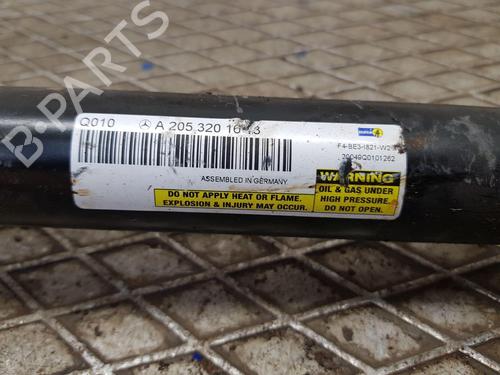 Q010 A 205 320 16 13
F4-BE3-I821-W2
20049Q0101262
ASSEMBLED IN GERMANY
WARNING
OIL & GAS UNDER
HIGH PRESSURE.
DO NOT OPEN.
DO NOT APPLY HEAT OR FLAME.
EXPLOSION & INJURY MAY OCCUR.